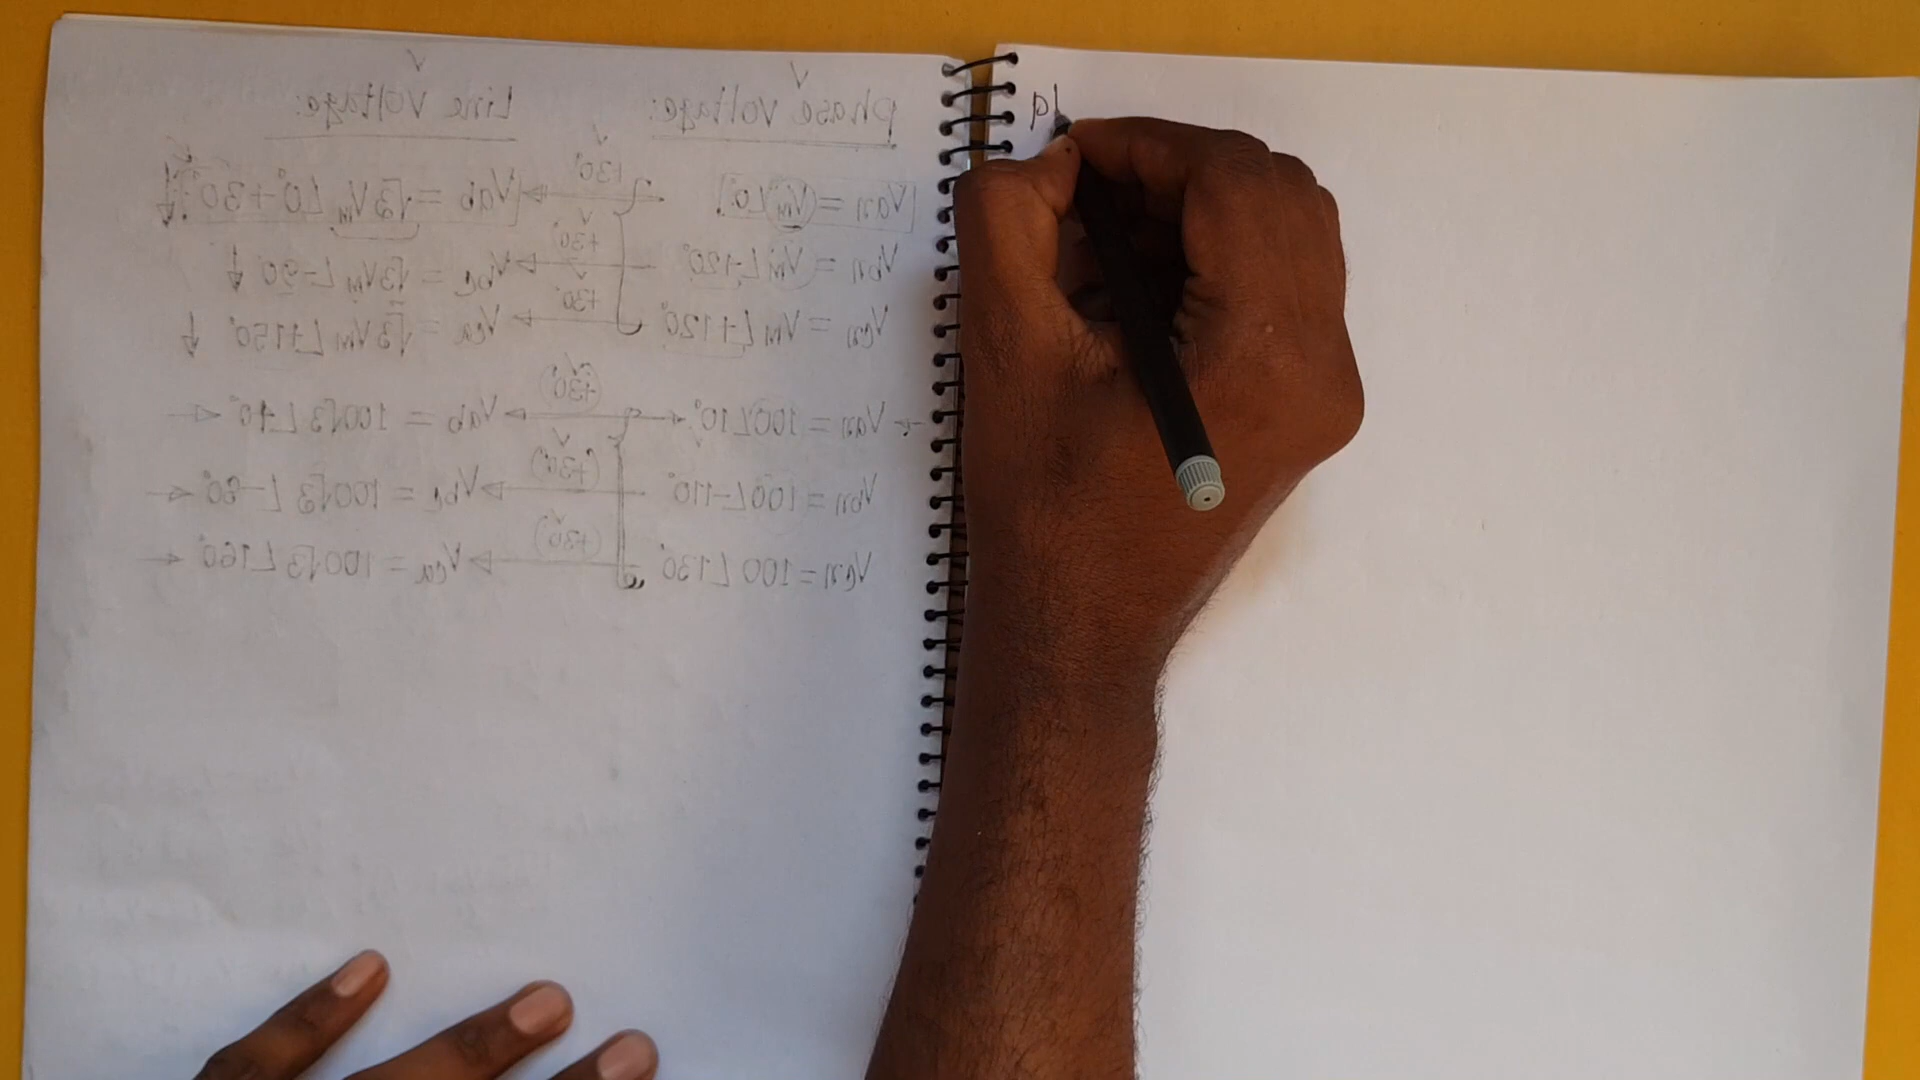 Phase Voltage: Line Voltage:
Van = Vm∠0° +30° Vab = √3 Vm ∠0°+30°
Vbn = Vm∠-120° +30° Vbc = √3Vm ∠-90°
Vcn = Vm∠+120° +30° Vca = √3Vm∠+150°
Van = 100∠10° (+30°) Vab = 100√3 ∠40°
Vbn = 100∠-110° (+30°) Vbc = 100√3 ∠-80°
Vcn = 100∠130° (+30°) Vca = 100√3 ∠160°